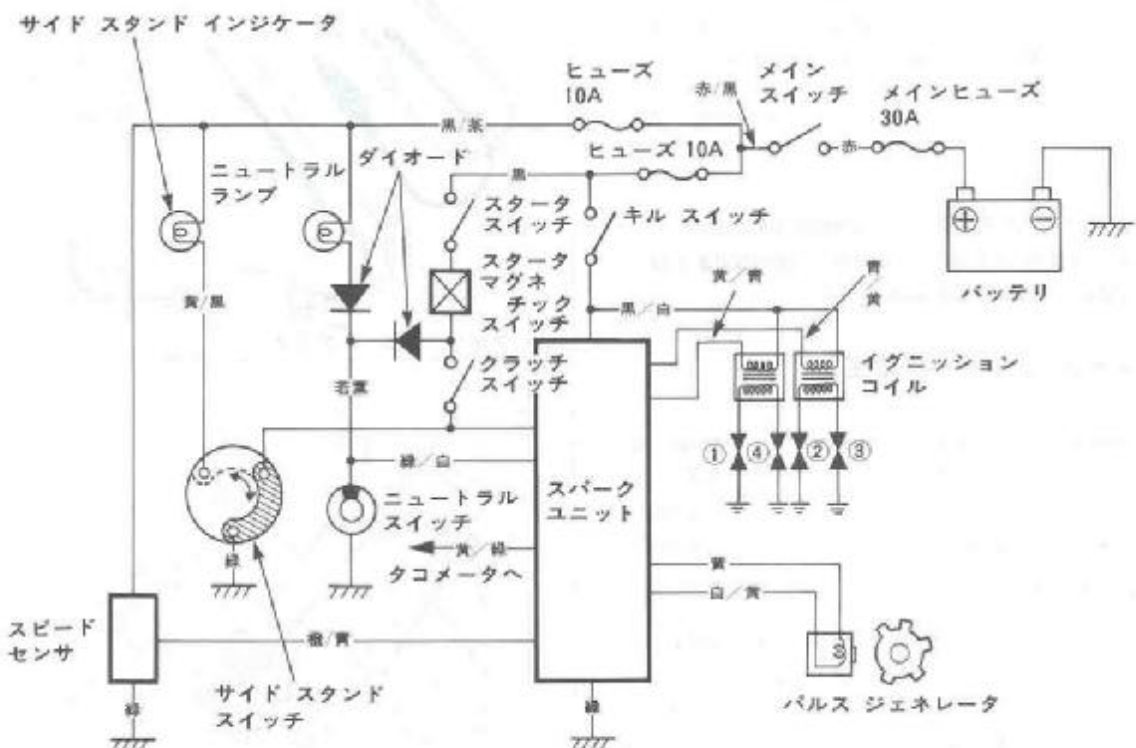 サイド スタンド インジケータ
ヒューズ
10A
赤/黒
メイン
スイッチ
メインヒューズ
30A
黒/茶
ヒューズ 10A
赤
ニュートラル
ランプ
ダイオード
黒
スタータ
スイッチ
キル スイッチ
スタータ
マグネ
チック
スイッチ
黄/黒
バッテリ
黒/白
クラッチ
スイッチ
イグニッション
コイル
若葉
① ④ ② ③
緑/白
ニュートラル
スイッチ
スパーク
ユニット
緑
黄/緑
タコメータへ
黄
白/黄
スピード
センサ
サイド スタンド
スイッチ
緑
緑
パルス ジェネレータ